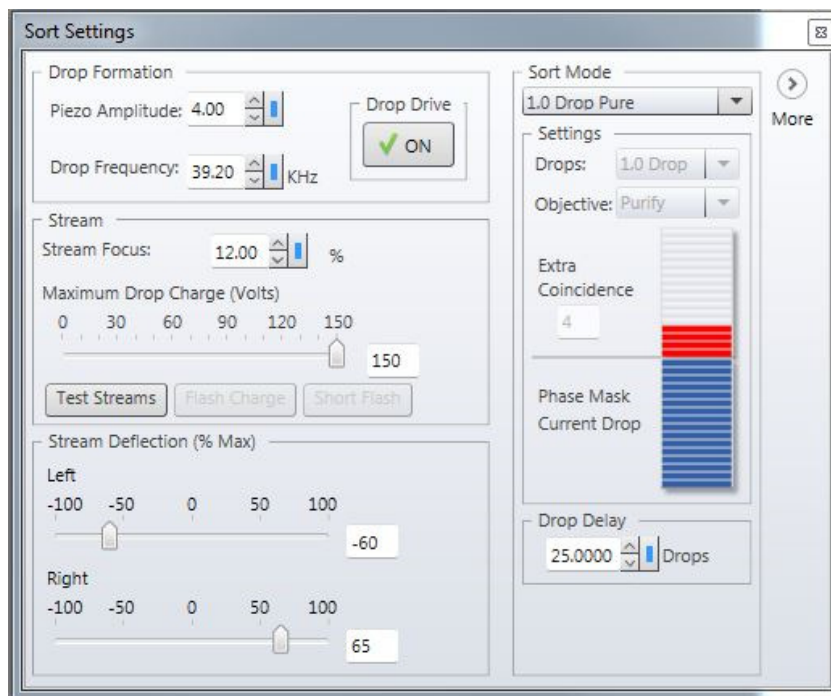 Sort Settings
Drop Formation
Piezo Amplitude: 4.00
Drop Drive
ON
Drop Frequency: 39.20 KHz
Stream
Stream Focus: 12.00 %
Maximum Drop Charge (Volts)
0 30 60 90 120 150
150
Test Streams Flash Charge Short Flash
Stream Deflection (% Max)
Left
-100 -50 0 50 100
-60
Right
-100 -50 0 50 100
65
Sort Mode
1.0 Drop Pure
Settings
Drops: 1.0 Drop
Objective: Purify
Extra
Coincidence
4
Phase Mask
Current Drop
Drop Delay
25.0000 Drops
More